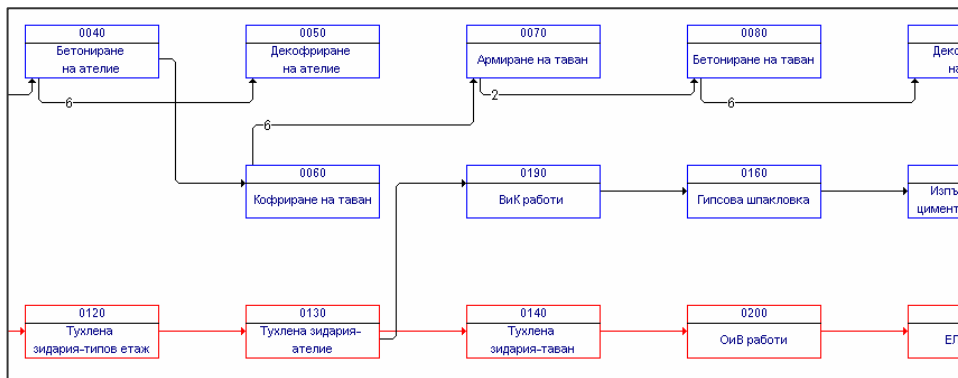 0040
Бетониране
на ателие
0050
Декофриране
на ателие
0070
Армиране на таван
0080
Бетониране на таван
6
2
6
6
0060
Кофриране на таван
0190
ВиК работи
0160
Гипсова шпакловка
0120
Тухлена
зидария-типов етаж
0130
Тухлена зидария-
ателие
0140
Тухлена
зидария-таван
0200
ОиВ работи